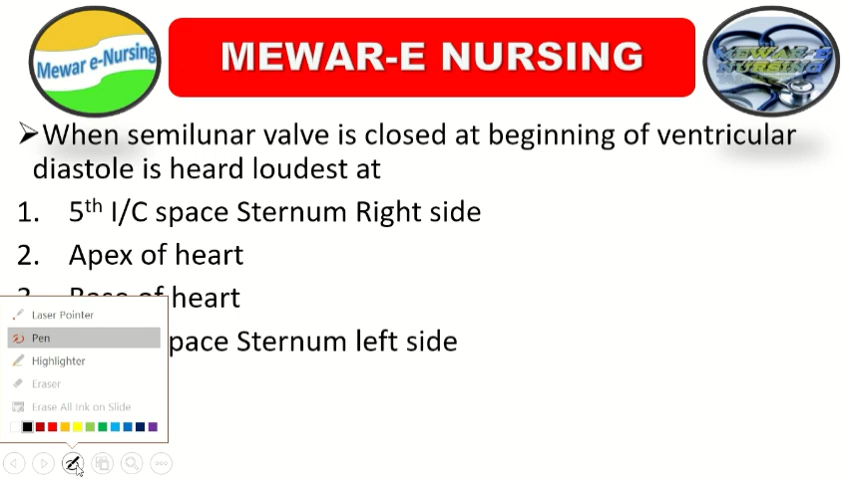 Mewar e-Nursing
MEWAR-E NURSING
MEWAR-E
NURSING
➢When semilunar valve is closed at beginning of ventricular
diastole is heard loudest at
1. 5th I/C space Sternum Right side
2. Apex of heart
heart
pace Sternum left side
Laser Pointer
Pen
Highlighter
Eraser
Erase All Ink on Slide